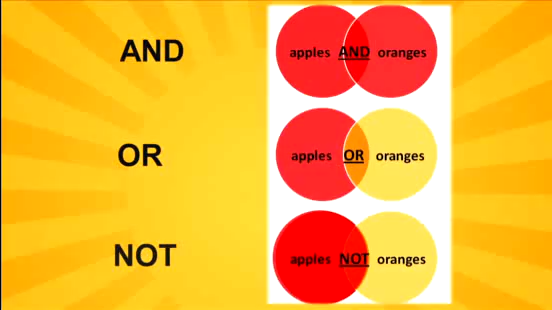 AND
apples AND oranges
OR
apples OR oranges
NOT
apples NOT oranges